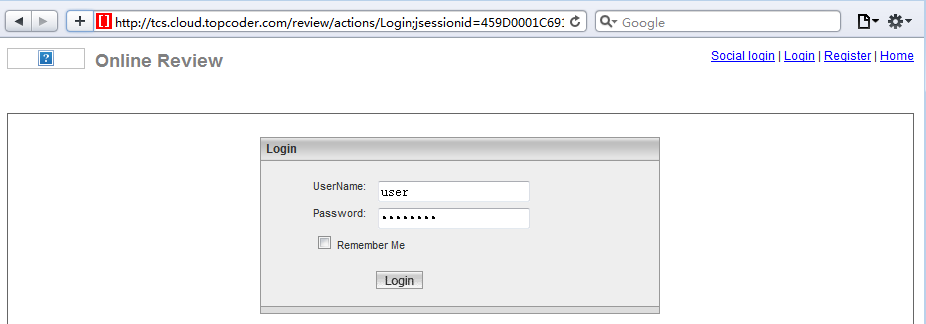 http://tcs.cloud.topcoder.com/review/actions/Login;jsessionid=459D0001C69
Google
Online Review
Social login | Login | Register | Home
Login
UserName: user
Password: ••••••••
Remember Me
Login